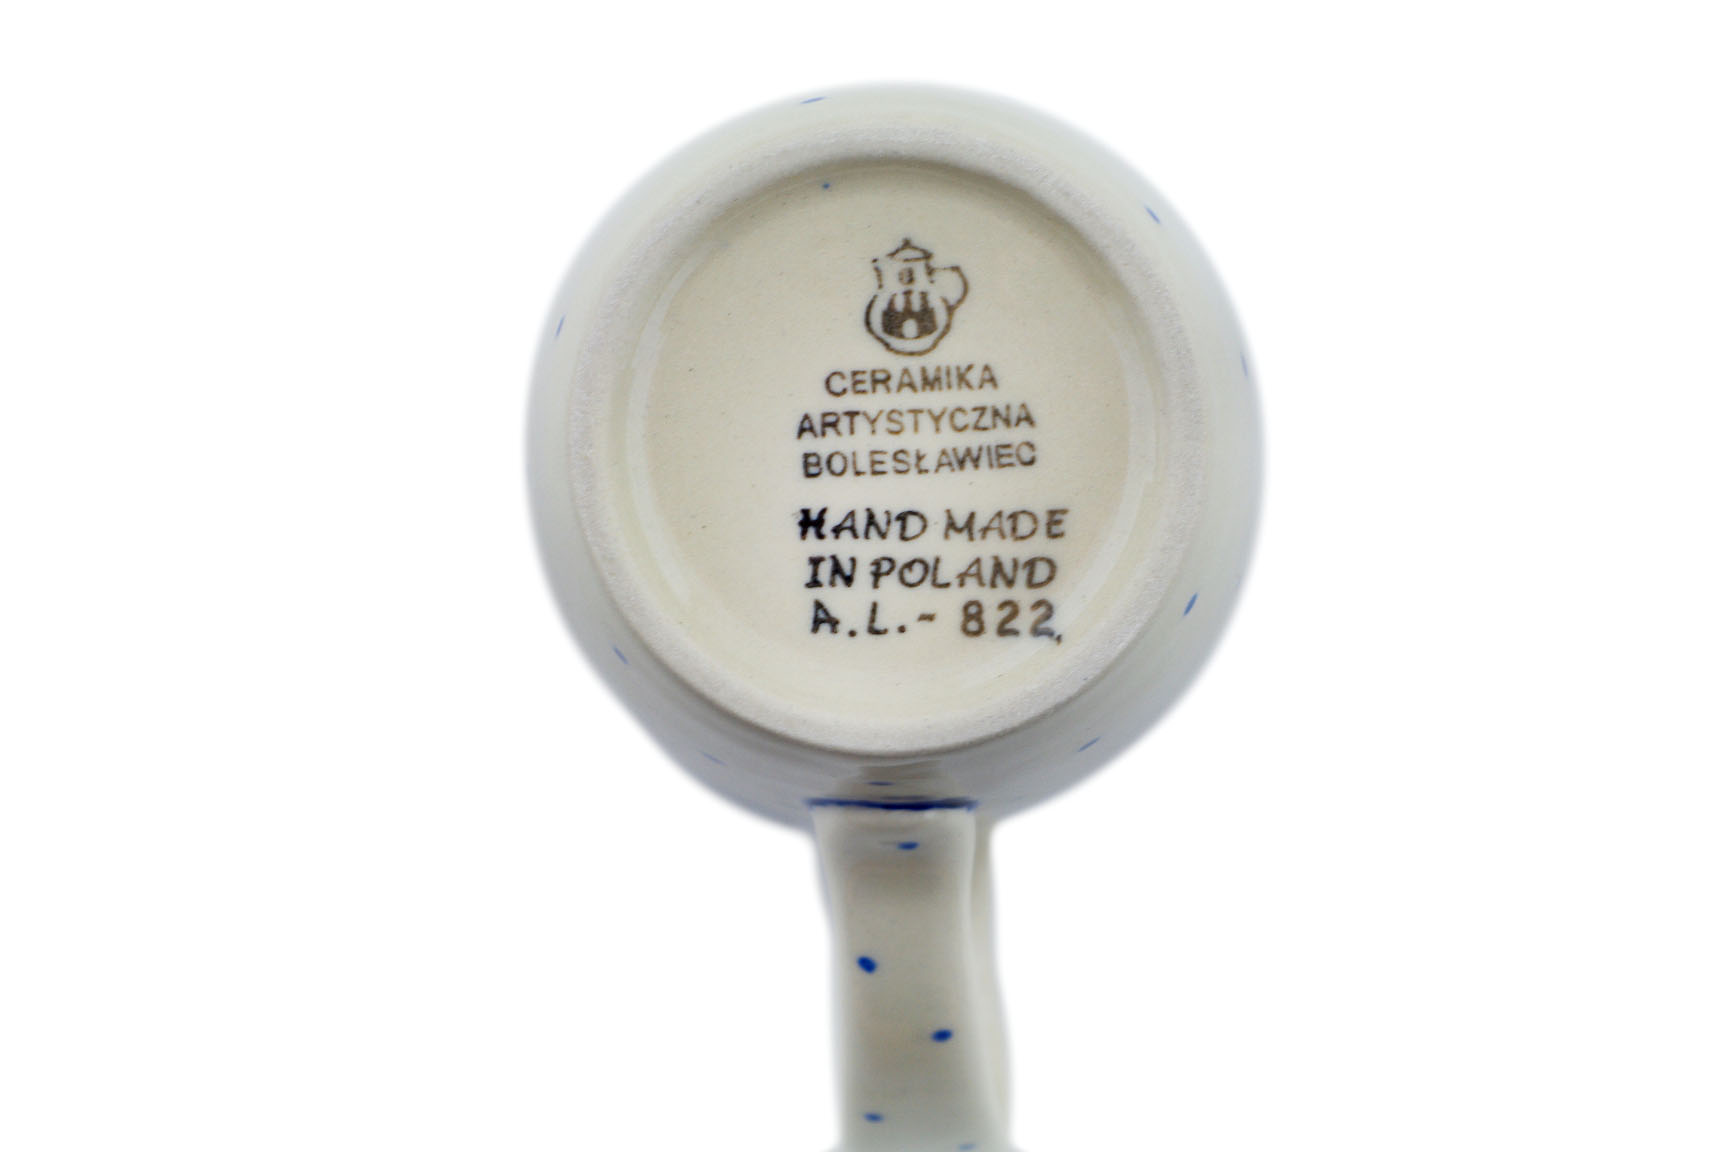 CERAMIKA
ARTYSTYCZNA
BOLESŁAWIEC
HAND MADE
IN POLAND
A.L.- 822